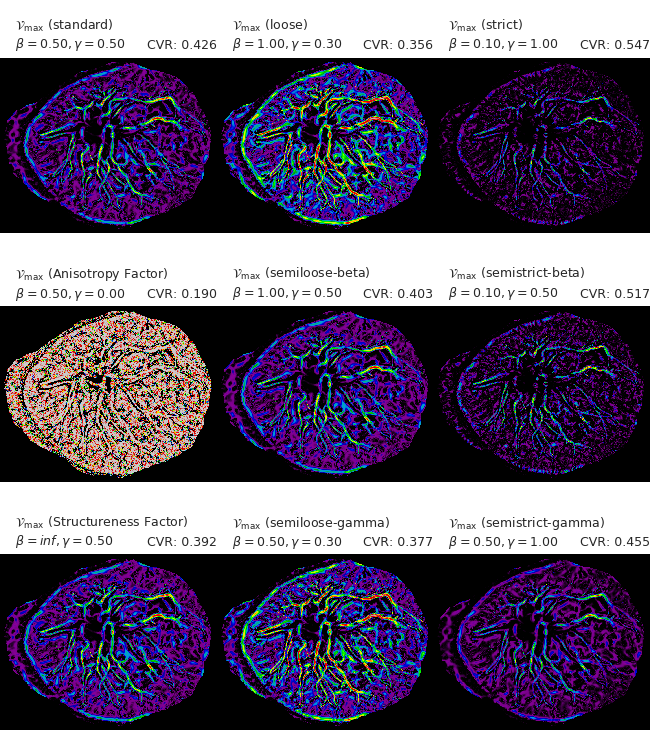 𝒱max (standard)
β = 0.50, γ = 0.50 CVR: 0.426
𝒱max (loose)
β = 1.00, γ = 0.30 CVR: 0.356
𝒱max (strict)
β = 0.10, γ = 1.00 CVR: 0.547
𝒱max (Anisotropy Factor)
β = 0.50, γ = 0.00 CVR: 0.190
𝒱max (semiloose-beta)
β = 1.00, γ = 0.50 CVR: 0.403
𝒱max (semistrict-beta)
β = 0.10, γ = 0.50 CVR: 0.517
𝒱max (Structureness Factor)
β = inf, γ = 0.50 CVR: 0.392
𝒱max (semiloose-gamma)
β = 0.50, γ = 0.30 CVR: 0.377
𝒱max (semistrict-gamma)
β = 0.50, γ = 1.00 CVR: 0.455